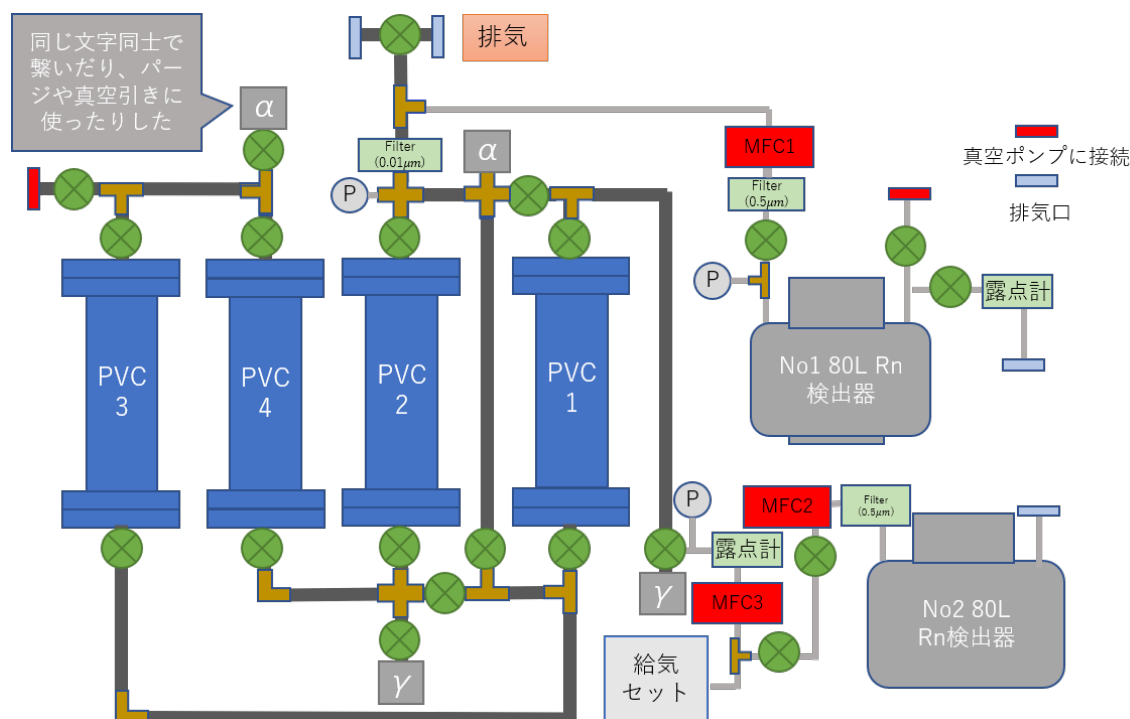 同じ文字同士で
繋いだり、パー
ジや真空引きに
使ったりした
α
排気
Filter
(0.01μm)
α
P
MFC1
Filter
(0.5μm)
P
真空ポンプに接続
排気口
露点計
No1 80L Rn
検出器
PVC
3
PVC
4
PVC
2
PVC
1
P
露点計
MFC2
Filter
(0.5μm)
γ
MFC3
γ
給気
セット
No2 80L
Rn検出器